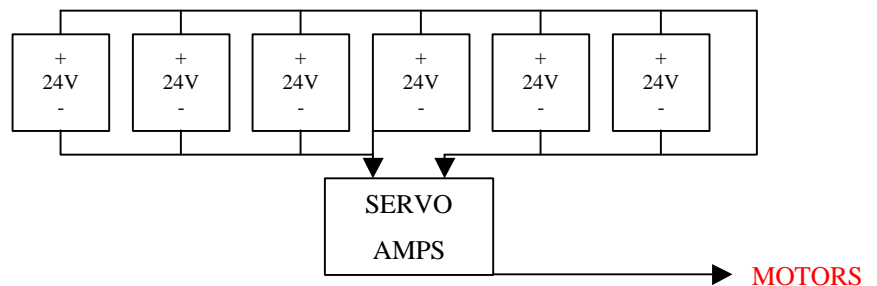 + + + + + +
24V 24V 24V 24V 24V 24V
- - - - - -
SERVO
AMPS
MOTORS